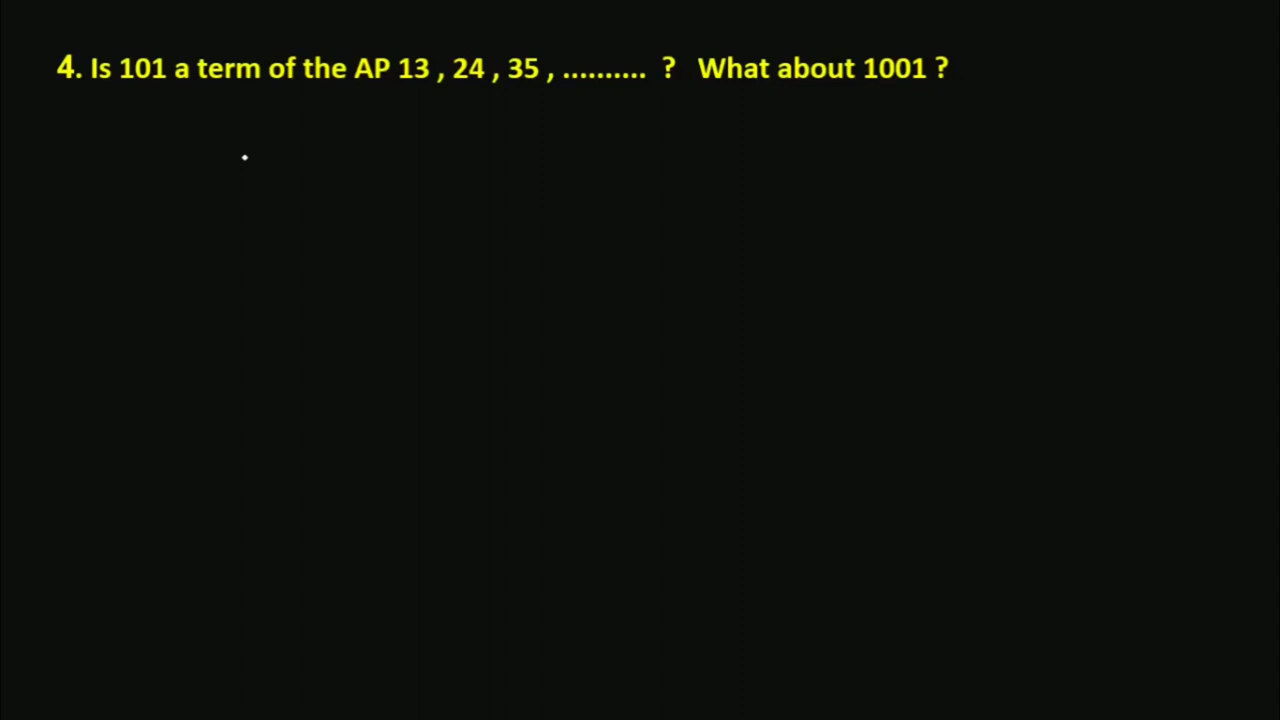 4. Is 101 a term of the AP 13 , 24 , 35 , .......... ? What about 1001 ?